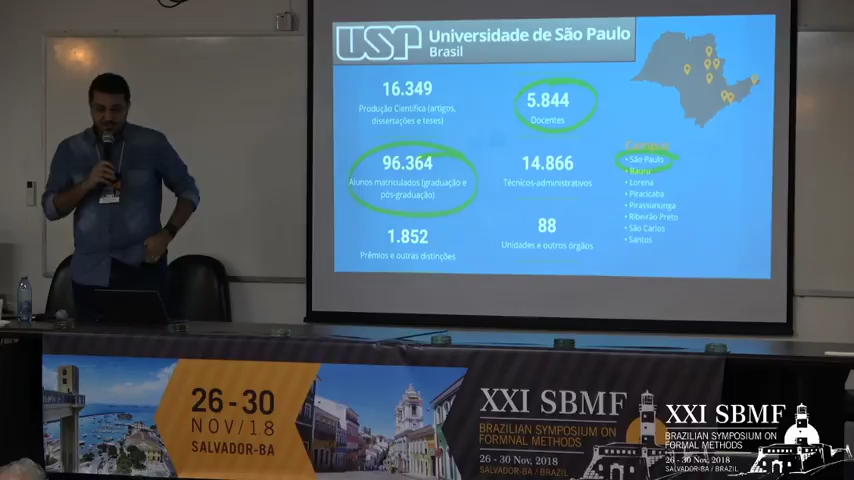 USP
Universidade de São Paulo
Brasil
16.349
Produção Científica (artigos,
dissertações e teses)
5.844
Docentes
96.364
Alunos matriculados (graduação e
pós-graduação)
14.866
Técnicos-administrativos
1.852
Prêmios e outras distinções
88
Unidades e outros órgãos
Campus
• São Paulo
• Bauru
• Lorena
• Piracicaba
• Pirassununga
• Ribeirão Preto
• São Carlos
• Santos
26 - 30
NOV/18
SALVADOR-BA
XXI SBMF
BRAZILIAN SYMPOSIUM ON
FORMNAL METHODS
26 - 30 Nov, 2018
SALVADOR-BA / BRAZIL
XXI SBMF
BRAZILIAN SYMPOSIUM ON
FORMNAL METHODS
26 - 30 Nov, 2018
SALVADOR-BA / BRAZIL